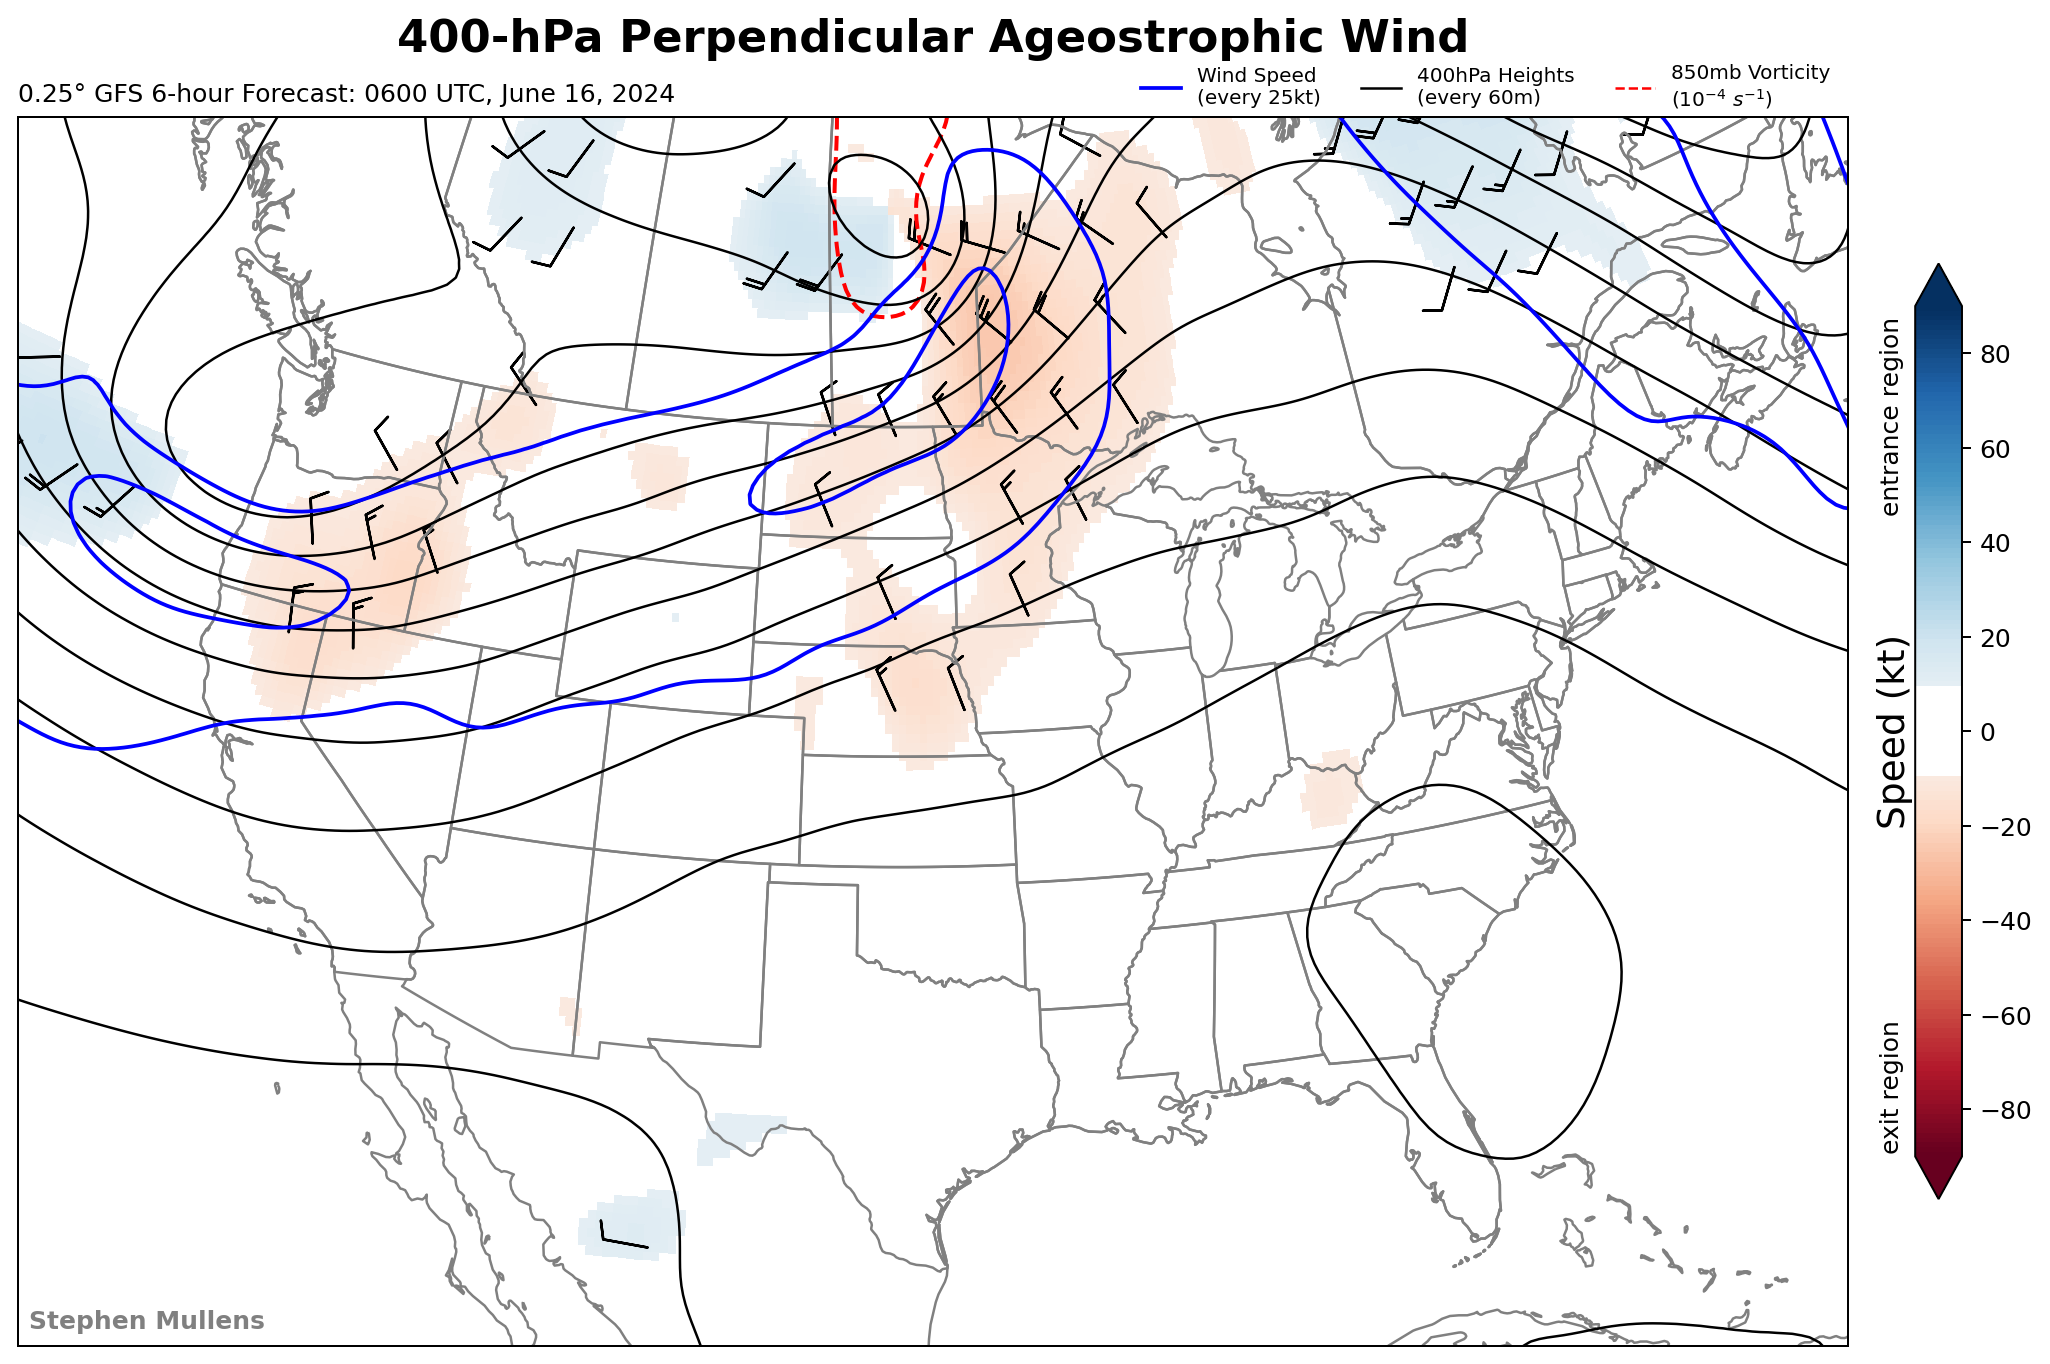 400-hPa Perpendicular Ageostrophic Wind
0.25° GFS 6-hour Forecast: 0600 UTC, June 16, 2024
Wind Speed
(every 25kt)
400hPa Heights
(every 60m)
850mb Vorticity
(10⁻⁴ s⁻¹)
entrance region
Speed (kt)
exit region
80
60
40
20
0
−20
−40
−60
−80
Stephen Mullens